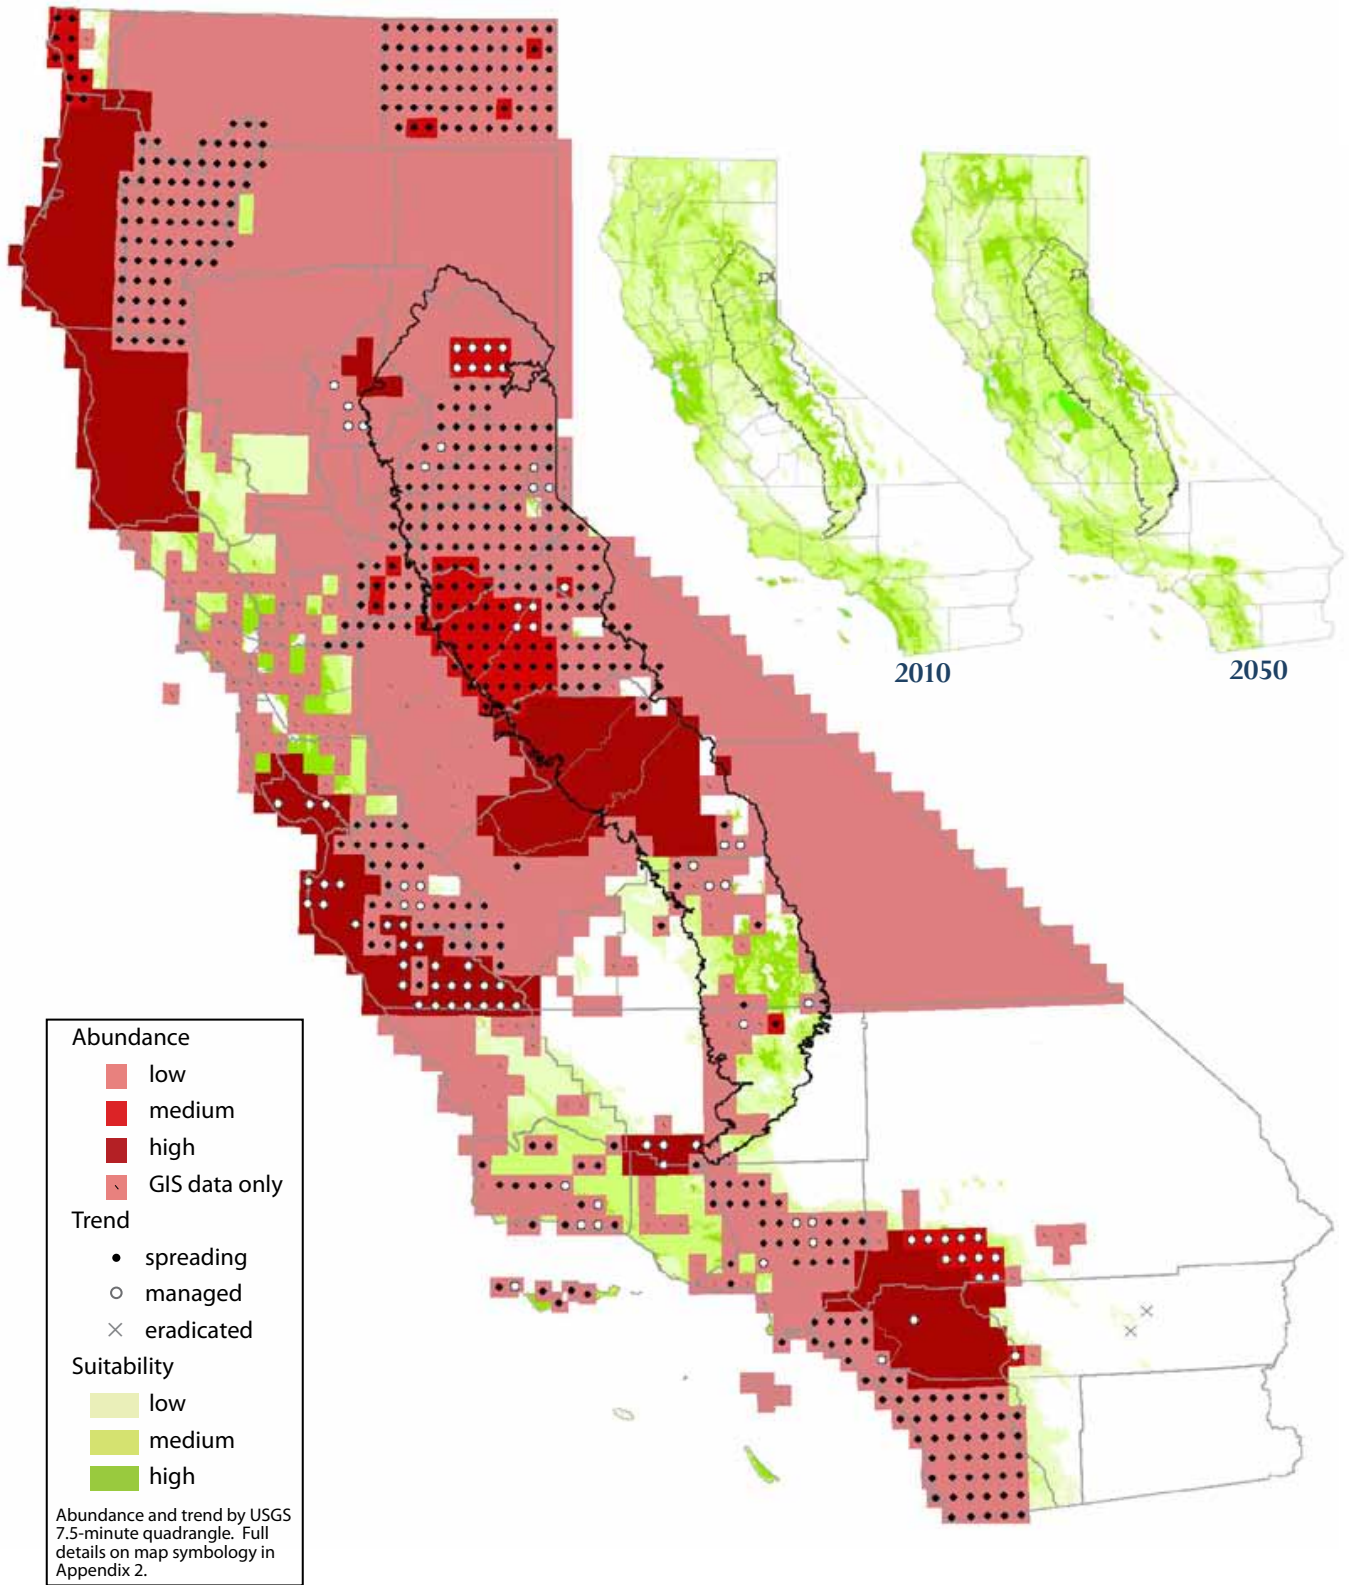 2010
2050
Abundance
low
medium
high
GIS data only
Trend
spreading
managed
eradicated
Suitability
low
medium
high
Abundance and trend by USGS
7.5-minute quadrangle. Full
details on map symbology in
Appendix 2.